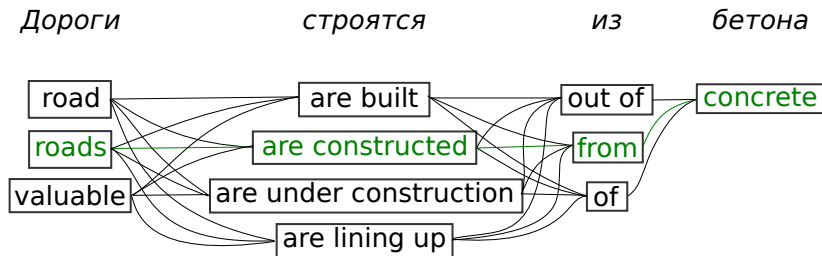 Дороги строятся из бетона
road are built out of concrete
roads are constructed from
valuable are under construction of
are lining up